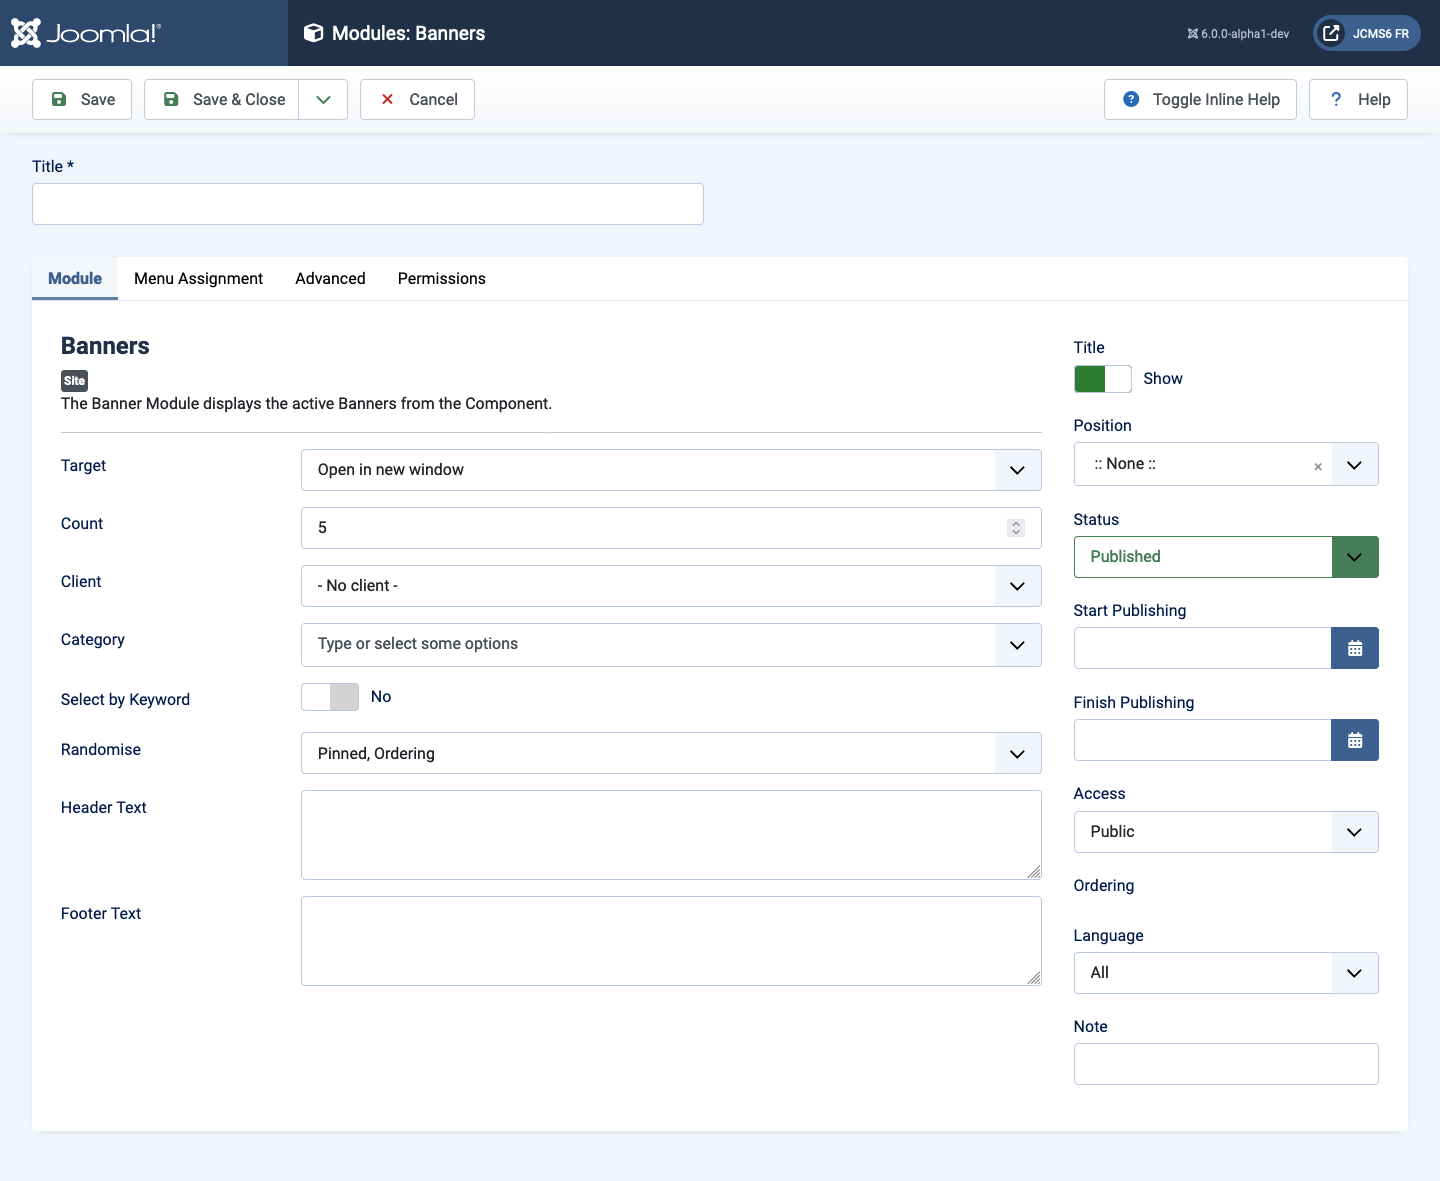 Joomla!®
Modules: Banners
6.0.0-alpha1-dev
JCMS6 FR
Save
Save & Close
Cancel
Toggle Inline Help
? Help
Title *
Module
Menu Assignment
Advanced
Permissions
Banners
Site
The Banner Module displays the active Banners from the Component.
Target
Open in new window
Count
5
Client
- No client -
Category
Type or select some options
Select by Keyword
No
Randomise
Pinned, Ordering
Header Text
Footer Text
Title
Show
Position
:: None ::
×
Status
Published
Start Publishing
Finish Publishing
Access
Public
Ordering
Language
All
Note